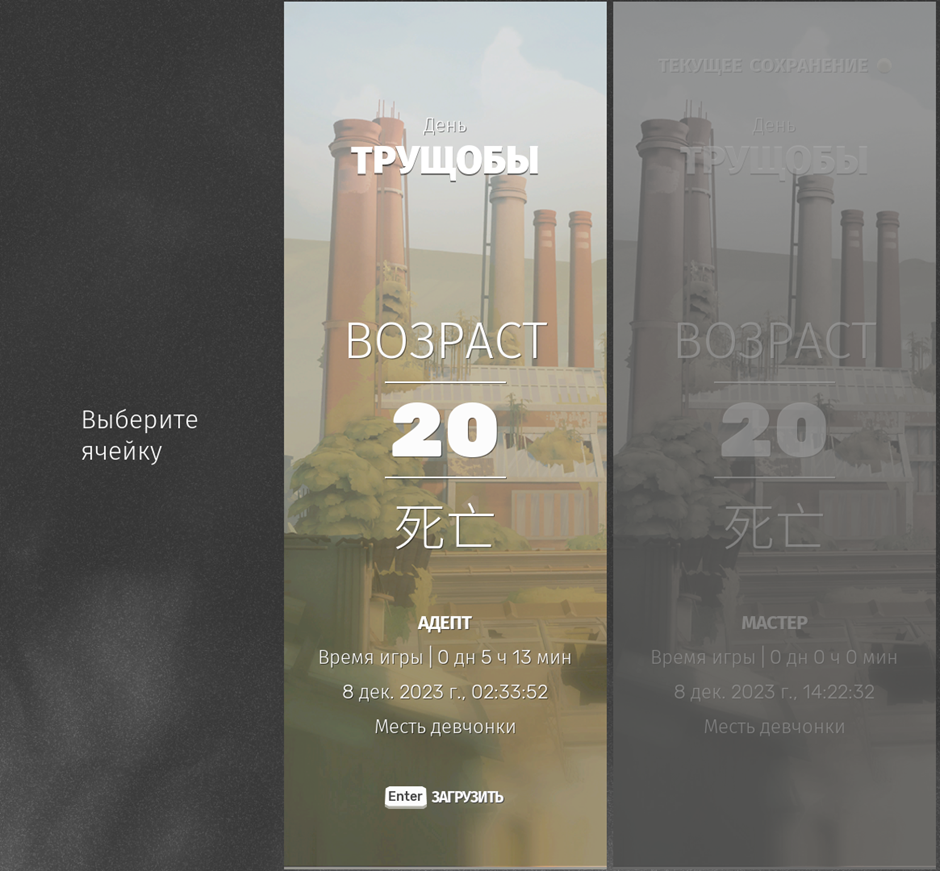 Выберите
ячейку
День
ТРУЩОБЫ
ВОЗРАСТ
20
死亡
АДЕПТ
Время игры | 0 дн 5 ч 13 мин
8 дек. 2023 г., 02:33:52
Месть девчонки
Enter ЗАГРУЗИТЬ
ТЕКУЩЕЕ СОХРАНЕНИЕ
День
ТРУЩОБЫ
ВОЗРАСТ
20
死亡
МАСТЕР
Время игры | 0 дн 0 ч 0 мин
8 дек. 2023 г., 14:22:32
Месть девчонки